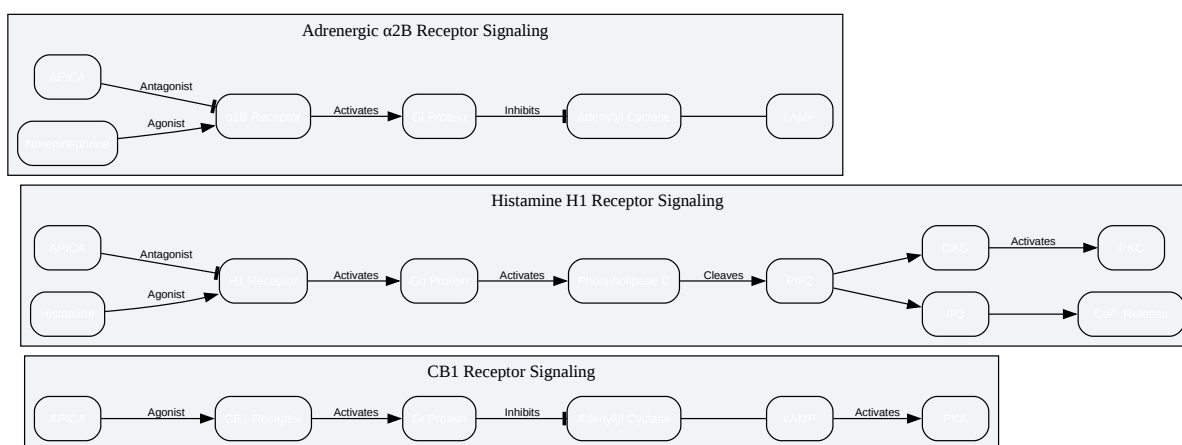 Adrenergic α2B Receptor Signaling
APICA
Antagonist
Norepinephrine
Agonist
α2B Receptor
Activates
Gi Protein
Inhibits
Adenylyl Cyclase
cAMP
Histamine H1 Receptor Signaling
APICA
Antagonist
Histamine
Agonist
H1 Receptor
Activates
Gq Protein
Activates
Phospholipase C
Cleaves
PIP2
DAG
Activates
PKC
IP3
Ca²⁺ Release
CB1 Receptor Signaling
APICA
Agonist
CB1 Receptor
Activates
Gi Protein
Inhibits
Adenylyl Cyclase
cAMP
Activates
PKA